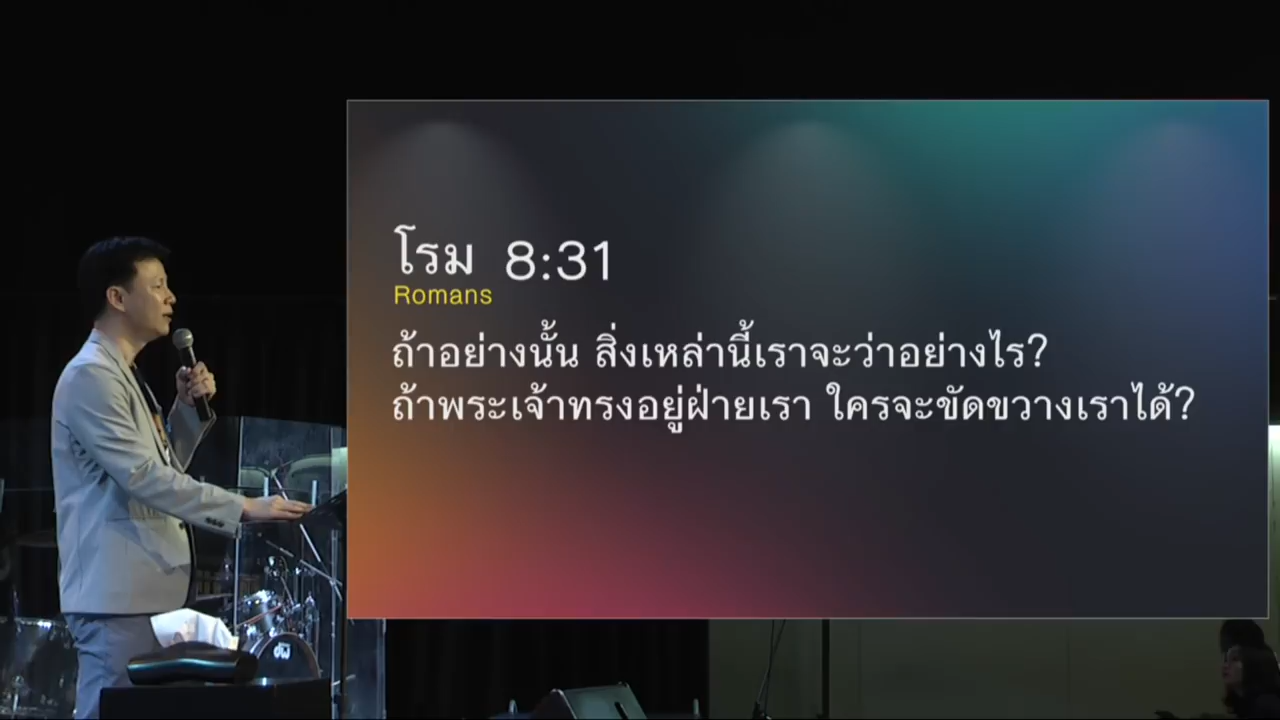 โรม 8:31
Romans
ถ้าอย่างนั้น สิ่งเหล่านี้เราจะว่าอย่างไร?
ถ้าพระเจ้าทรงอยู่ฝ่ายเรา ใครจะขัดขวางเราได้?
dw